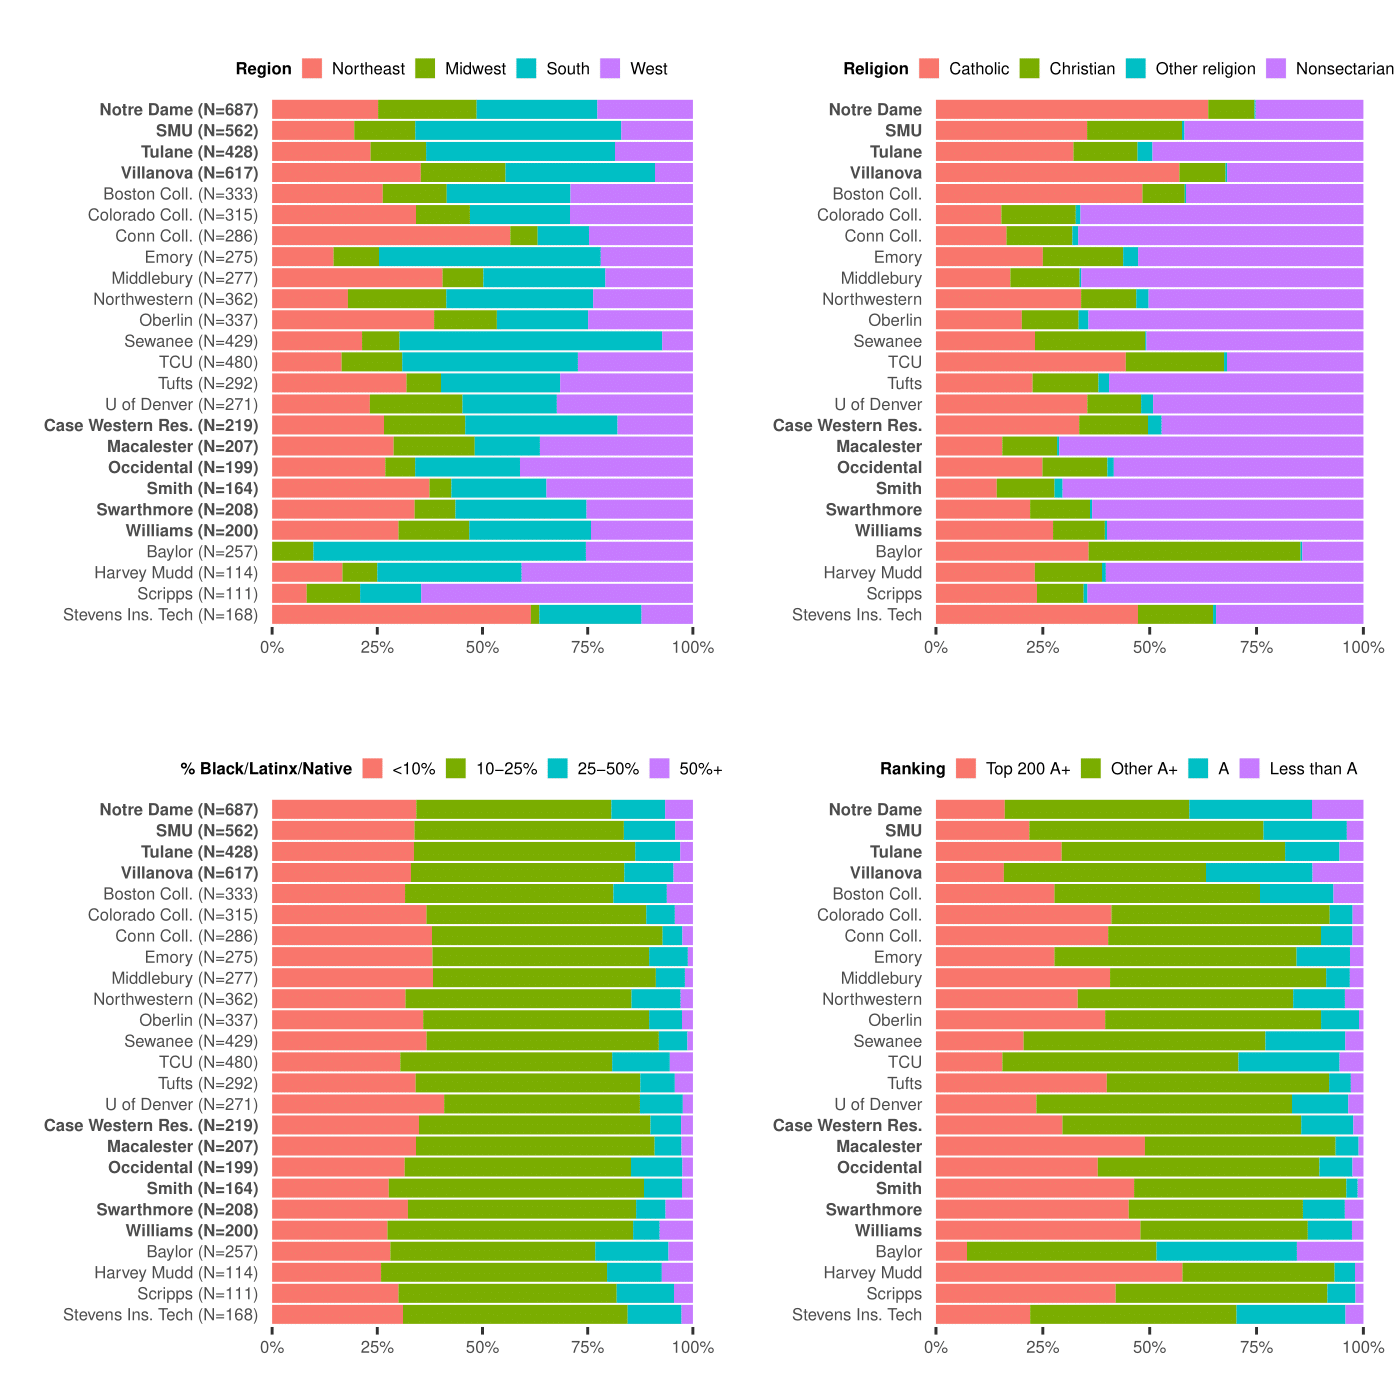 Region Northeast Midwest South West
Notre Dame (N=687)
SMU (N=562)
Tulane (N=428)
Villanova (N=617)
Boston Coll. (N=333)
Colorado Coll. (N=315)
Conn Coll. (N=286)
Emory (N=275)
Middlebury (N=277)
Northwestern (N=362)
Oberlin (N=337)
Sewanee (N=429)
TCU (N=480)
Tufts (N=292)
U of Denver (N=271)
Case Western Res. (N=219)
Macalester (N=207)
Occidental (N=199)
Smith (N=164)
Swarthmore (N=208)
Williams (N=200)
Baylor (N=257)
Harvey Mudd (N=114)
Scripps (N=111)
Stevens Ins. Tech (N=168)
0% 25% 50% 75% 100%
Religion Catholic Christian Other religion Nonsectarian
Notre Dame
SMU
Tulane
Villanova
Boston Coll.
Colorado Coll.
Conn Coll.
Emory
Middlebury
Northwestern
Oberlin
Sewanee
TCU
Tufts
U of Denver
Case Western Res.
Macalester
Occidental
Smith
Swarthmore
Williams
Baylor
Harvey Mudd
Scripps
Stevens Ins. Tech
0% 25% 50% 75% 100%
% Black/Latinx/Native <10% 10−25% 25−50% 50%+
Notre Dame (N=687)
SMU (N=562)
Tulane (N=428)
Villanova (N=617)
Boston Coll. (N=333)
Colorado Coll. (N=315)
Conn Coll. (N=286)
Emory (N=275)
Middlebury (N=277)
Northwestern (N=362)
Oberlin (N=337)
Sewanee (N=429)
TCU (N=480)
Tufts (N=292)
U of Denver (N=271)
Case Western Res. (N=219)
Macalester (N=207)
Occidental (N=199)
Smith (N=164)
Swarthmore (N=208)
Williams (N=200)
Baylor (N=257)
Harvey Mudd (N=114)
Scripps (N=111)
Stevens Ins. Tech (N=168)
0% 25% 50% 75% 100%
Ranking Top 200 A+ Other A+ A Less than A
Notre Dame
SMU
Tulane
Villanova
Boston Coll.
Colorado Coll.
Conn Coll.
Emory
Middlebury
Northwestern
Oberlin
Sewanee
TCU
Tufts
U of Denver
Case Western Res.
Macalester
Occidental
Smith
Swarthmore
Williams
Baylor
Harvey Mudd
Scripps
Stevens Ins. Tech
0% 25% 50% 75% 100%